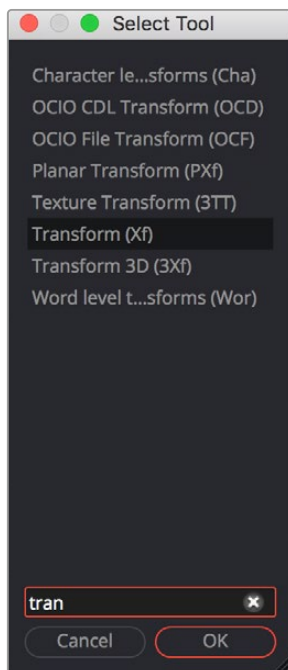 Select Tool
Character le...sforms (Cha)
OCIO CDL Transform (OCD)
OCIO File Transform (OCF)
Planar Transform (PXf)
Texture Transform (3TT)
Transform (Xf)
Transform 3D (3Xf)
Word level t...sforms (Wor)
tran
Cancel OK